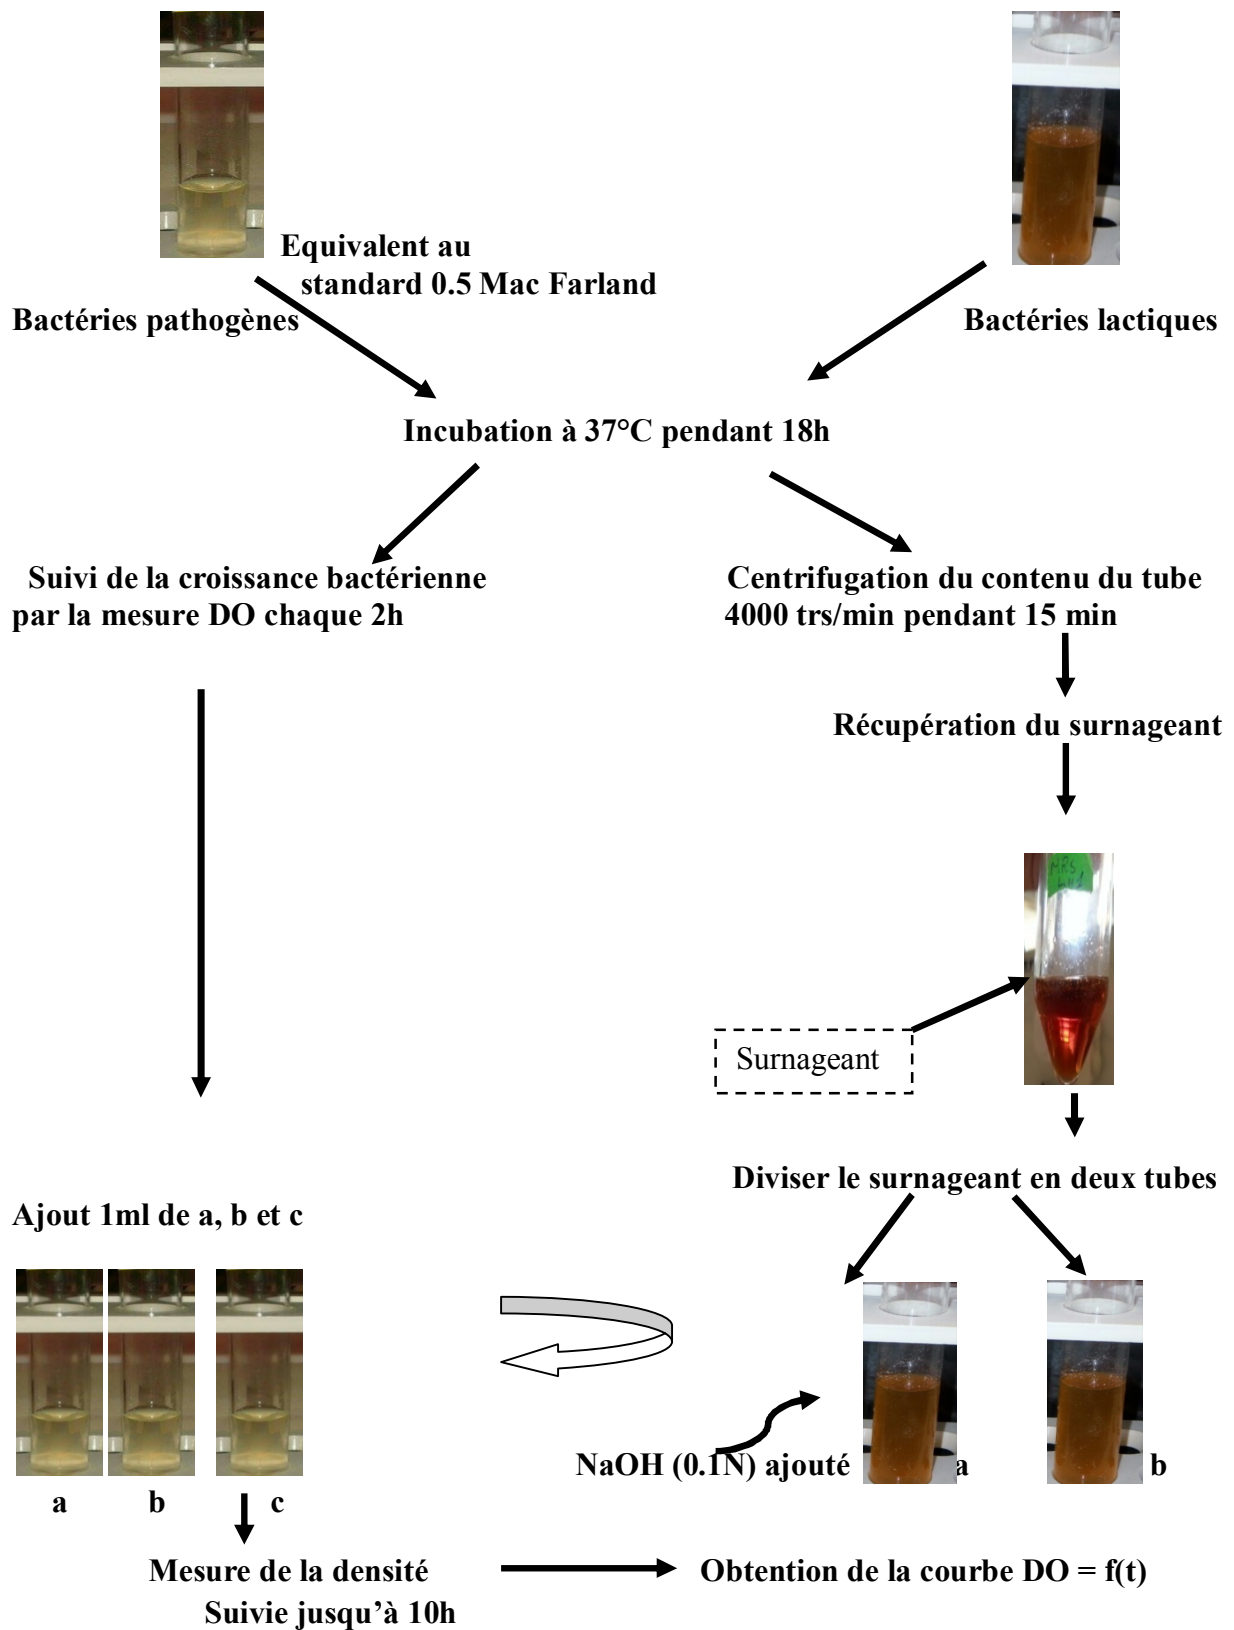 Equivalent au
standard 0.5 Mac Farland
Bactéries pathogènes
Bactéries lactiques
Incubation à 37°C pendant 18h
Suivi de la croissance bactérienne
par la mesure DO chaque 2h
Centrifugation du contenu du tube
4000 trs/min pendant 15 min
Récupération du surnageant
MRS
Surnageant
Diviser le surnageant en deux tubes
Ajout 1ml de a, b et c
NaOH (0.1N) ajouté
a
b
a
b
c
Mesure de la densité
Suivie jusqu’à 10h
Obtention de la courbe DO = f(t)